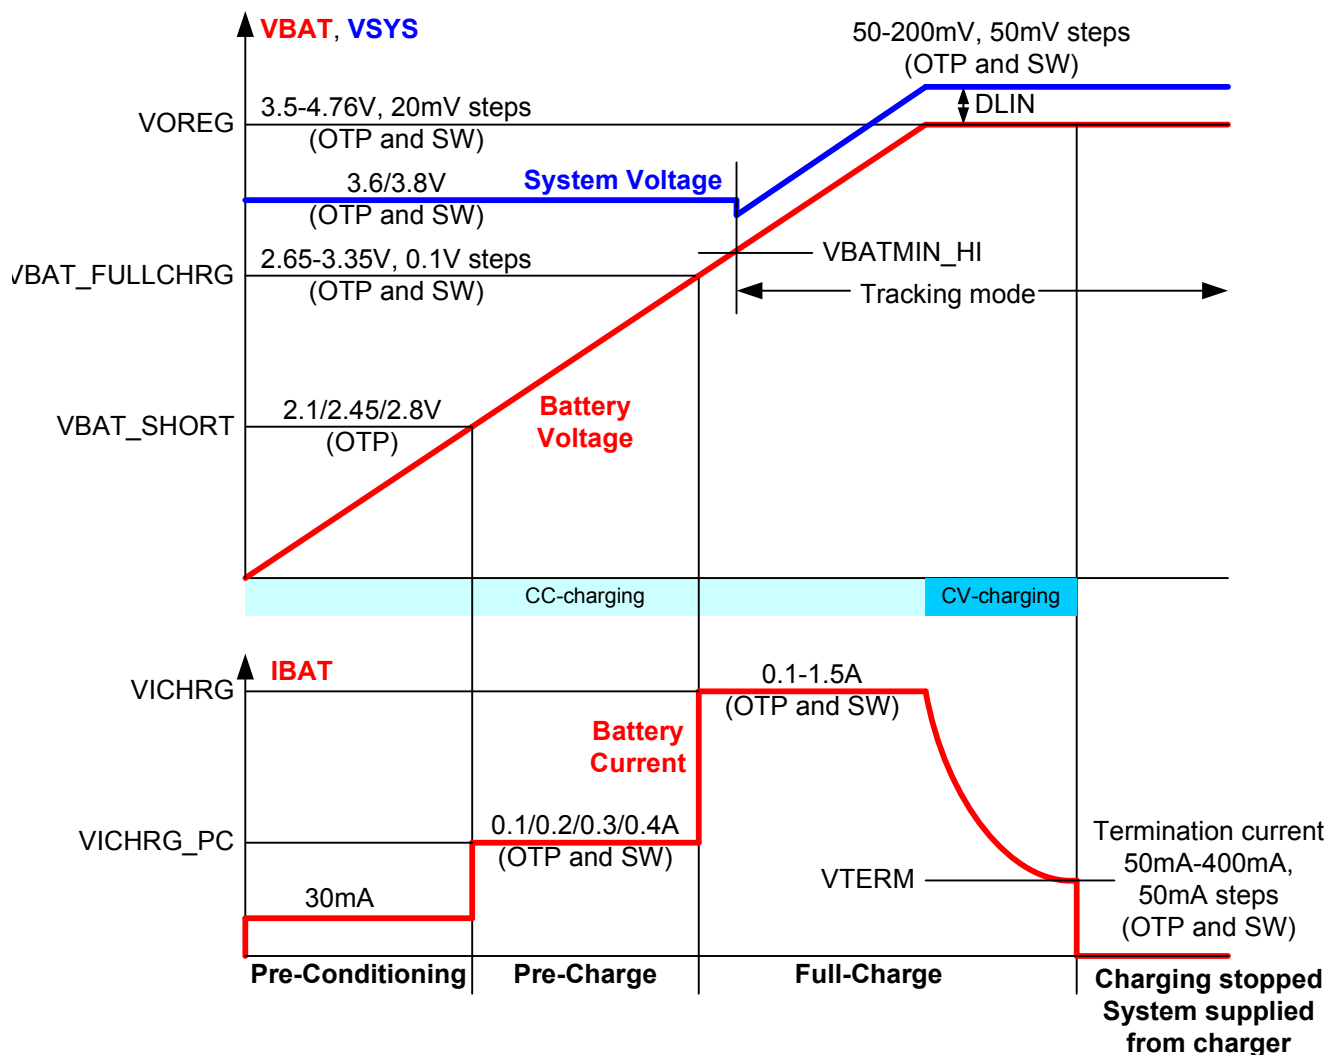 VBAT, VSYS
50-200mV, 50mV steps
(OTP and SW)
DLIN
3.5-4.76V, 20mV steps
VOREG
(OTP and SW)
3.6/3.8V
System Voltage
(OTP and SW)
VBATMIN_HI
2.65-3.35V, 0.1V steps
VBAT_FULLCHRG
(OTP and SW)
Tracking mode
2.1/2.45/2.8V
VBAT_SHORT
(OTP)
Battery
Voltage
CC-charging
CV-charging
IBAT
VICHRG
0.1-1.5A
(OTP and SW)
Battery
Current
VICHRG_PC
0.1/0.2/0.3/0.4A
(OTP and SW)
VTERM
Termination current
50mA-400mA,
50mA steps
(OTP and SW)
30mA
Pre-Conditioning
Pre-Charge
Full-Charge
Charging stopped
System supplied
from charger